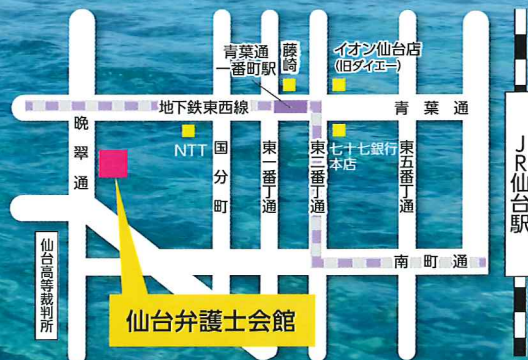 青葉通
一番町駅
藤崎
イオン仙台店
(旧ダイエー)
地下鉄東西線
青葉通
晩翠通
NTT
国分町
東一番丁通
東三番丁通
七十七銀行
本店
東五番丁通
JR仙台駅
南町通
仙台高等裁判所
仙台弁護士会館